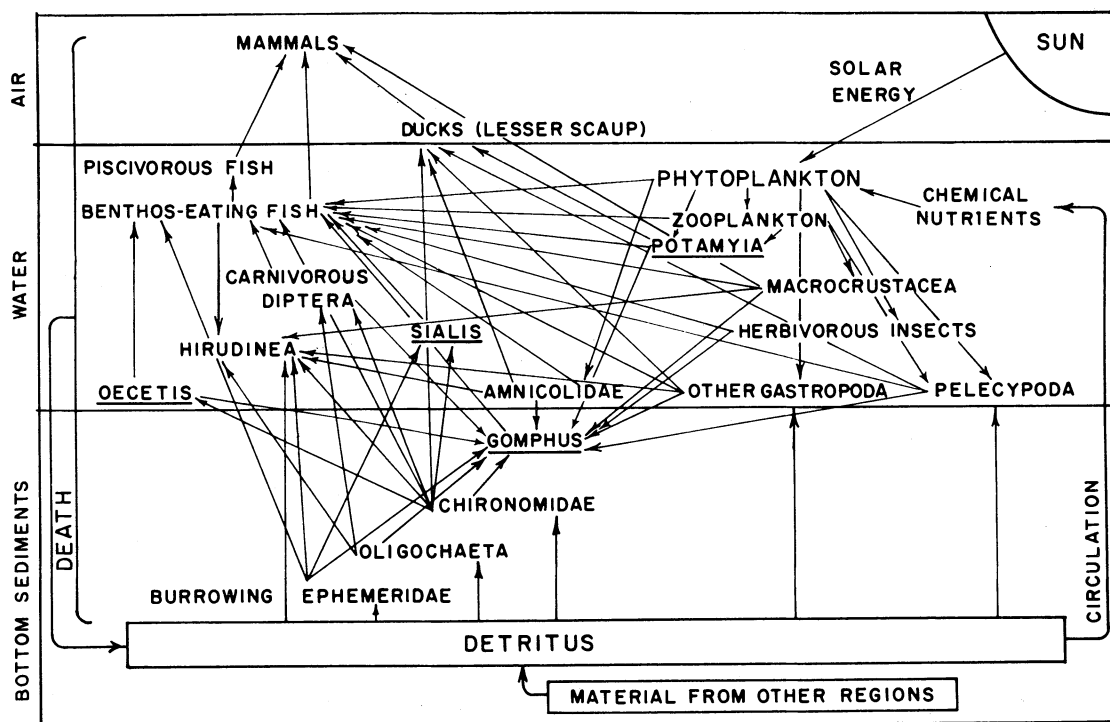 MAMMALS
SUN
SOLAR
ENERGY
AIR
DUCKS (LESSER SCAUP)
PISCIVOROUS FISH
PHYTOPLANKTON
CHEMICAL
NUTRIENTS
BENTHOS-EATING FISH
ZOOPLANKTON
POTAMYIA
WATER
CARNIVOROUS
DIPTERA
MACROCRUSTACEA
SIALIS
HERBIVOROUS INSECTS
HIRUDINEA
OECETIS
AMNICOLIDAE
OTHER GASTROPODA
PELECYPODA
GOMPHUS
BOTTOM SEDIMENTS
DEATH
CHIRONOMIDAE
CIRCULATION
OLIGOCHAETA
BURROWING EPHEMERIDAE
DETRITUS
MATERIAL FROM OTHER REGIONS